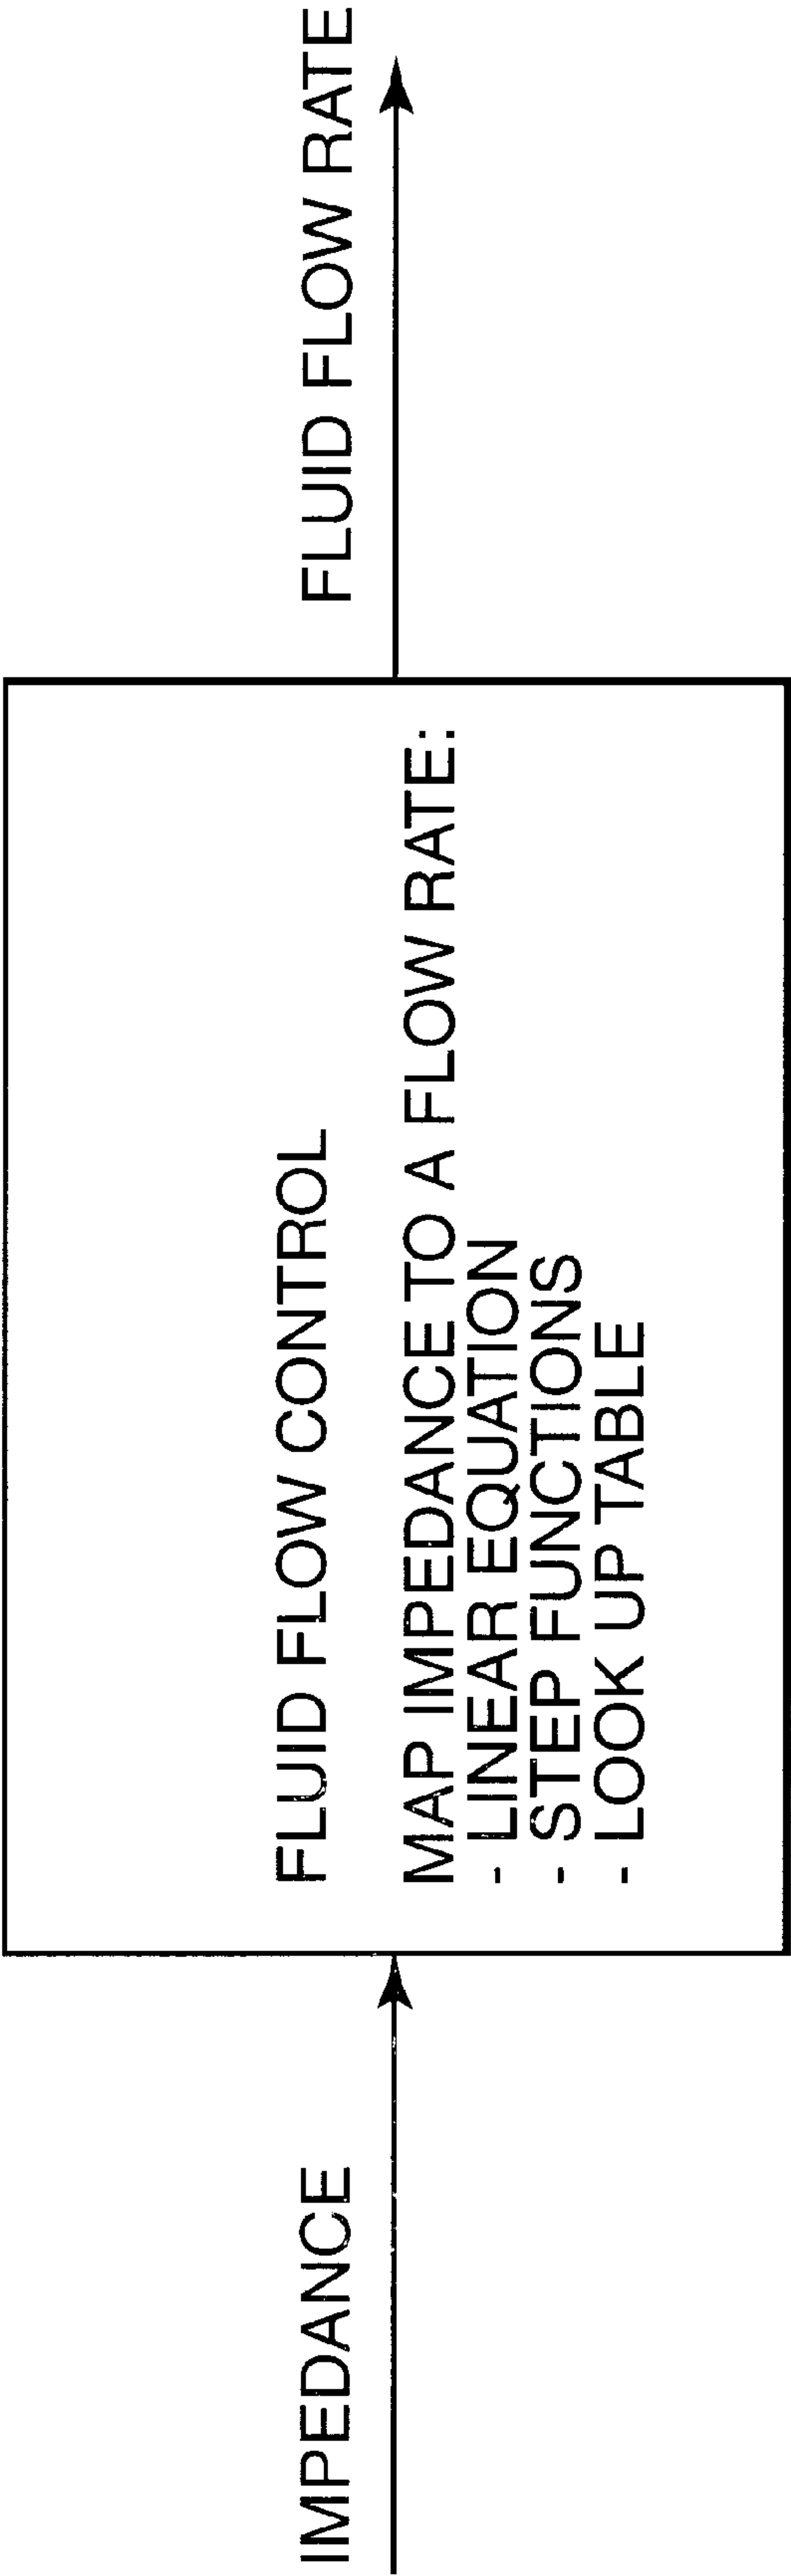 IMPEDANCE
FLUID FLOW CONTROL
MAP IMPEDANCE TO A FLOW RATE:
- LINEAR EQUATION
- STEP FUNCTIONS
- LOOK UP TABLE
FLUID FLOW RATE